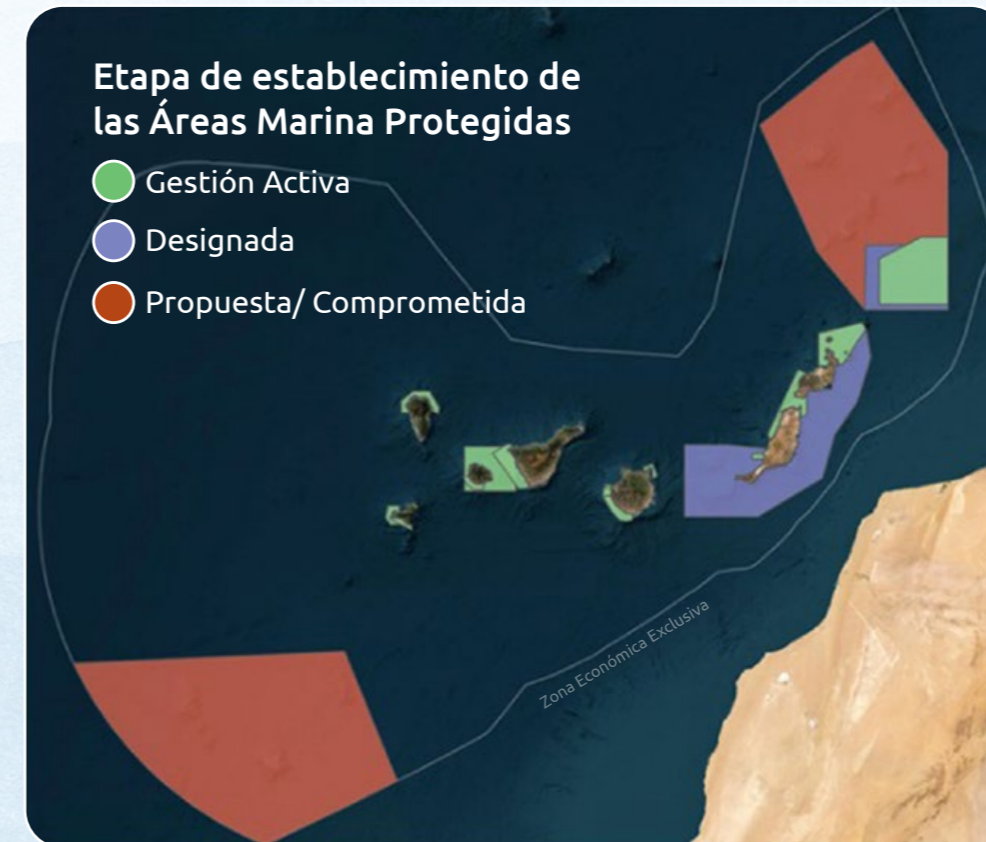 Etapa de establecimiento de
las Áreas Marina Protegidas
Gestión Activa
Designada
Propuesta/ Comprometida
Zona Económica Exclusiva